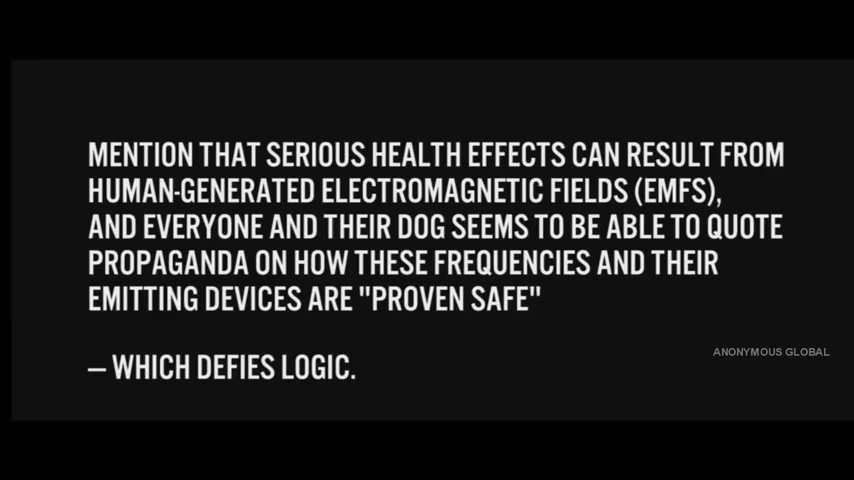 MENTION THAT SERIOUS HEALTH EFFECTS CAN RESULT FROM
HUMAN-GENERATED ELECTROMAGNETIC FIELDS (EMFS),
AND EVERYONE AND THEIR DOG SEEMS TO BE ABLE TO QUOTE
PROPAGANDA ON HOW THESE FREQUENCIES AND THEIR
EMITTING DEVICES ARE "PROVEN SAFE"
ANONYMOUS GLOBAL
– WHICH DEFIES LOGIC.